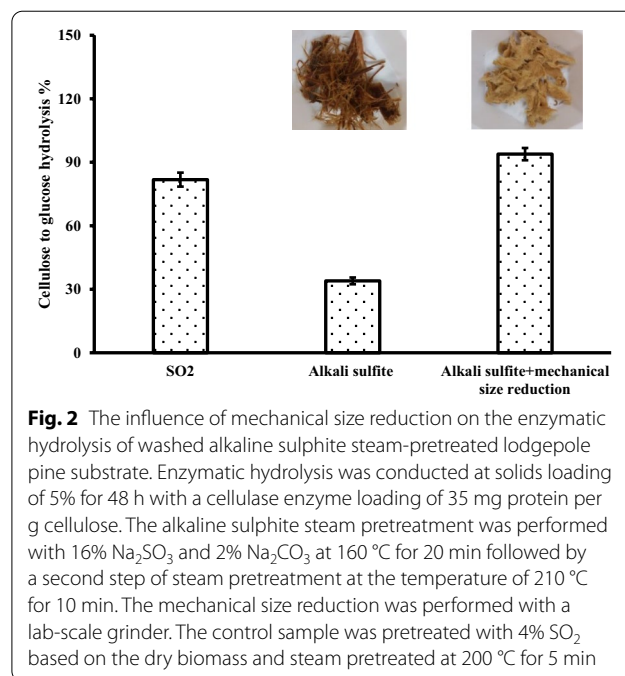 150
120
90
60
30
0
Cellulose to glucose hydrolysis %
SO2
Alkali sulfite
Alkali sulfite+mechanical
size reduction
Fig. 2 The influence of mechanical size reduction on the enzymatic
hydrolysis of washed alkaline sulphite steam-pretreated lodgepole
pine substrate. Enzymatic hydrolysis was conducted at solids loading
of 5% for 48 h with a cellulase enzyme loading of 35 mg protein per
g cellulose. The alkaline sulphite steam pretreatment was performed
with 16% Na₂SO₃ and 2% Na₂CO₃ at 160 °C for 20 min followed by
a second step of steam pretreatment at the temperature of 210 °C
for 10 min. The mechanical size reduction was performed with a
lab-scale grinder. The control sample was pretreated with 4% SO₂
based on the dry biomass and steam pretreated at 200 °C for 5 min